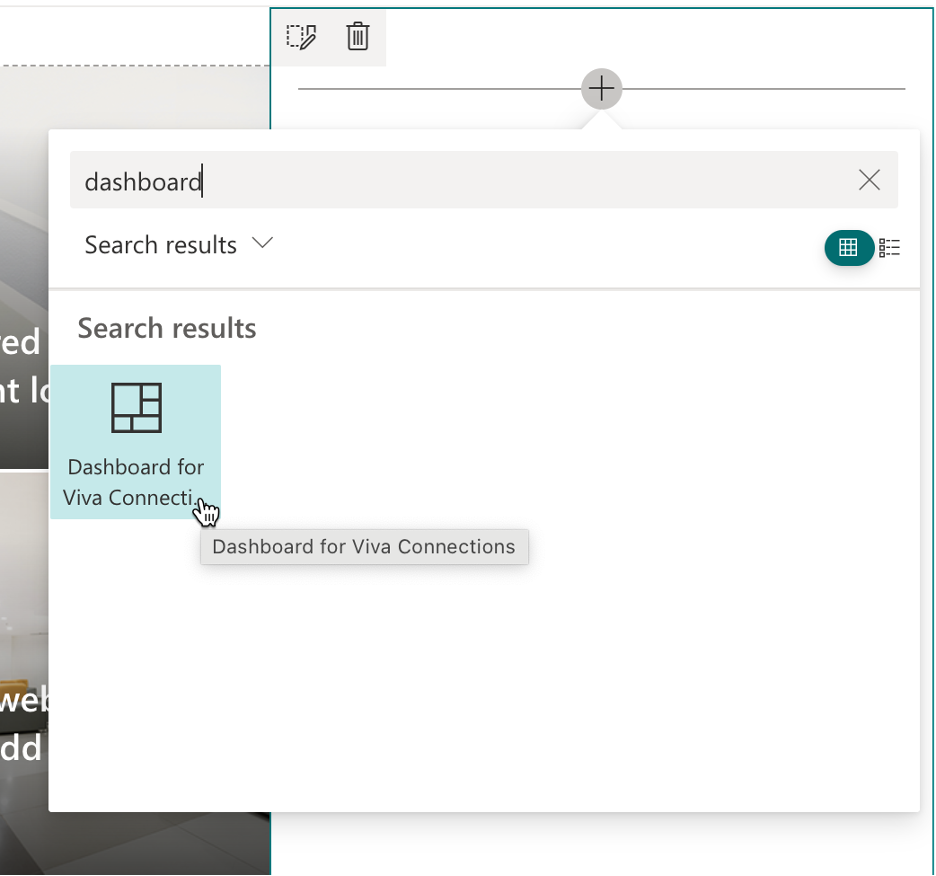 dashboard
Search results
Search results
red
nt lo
Dashboard for
Viva Connecti...
Dashboard for Viva Connections
web
dd